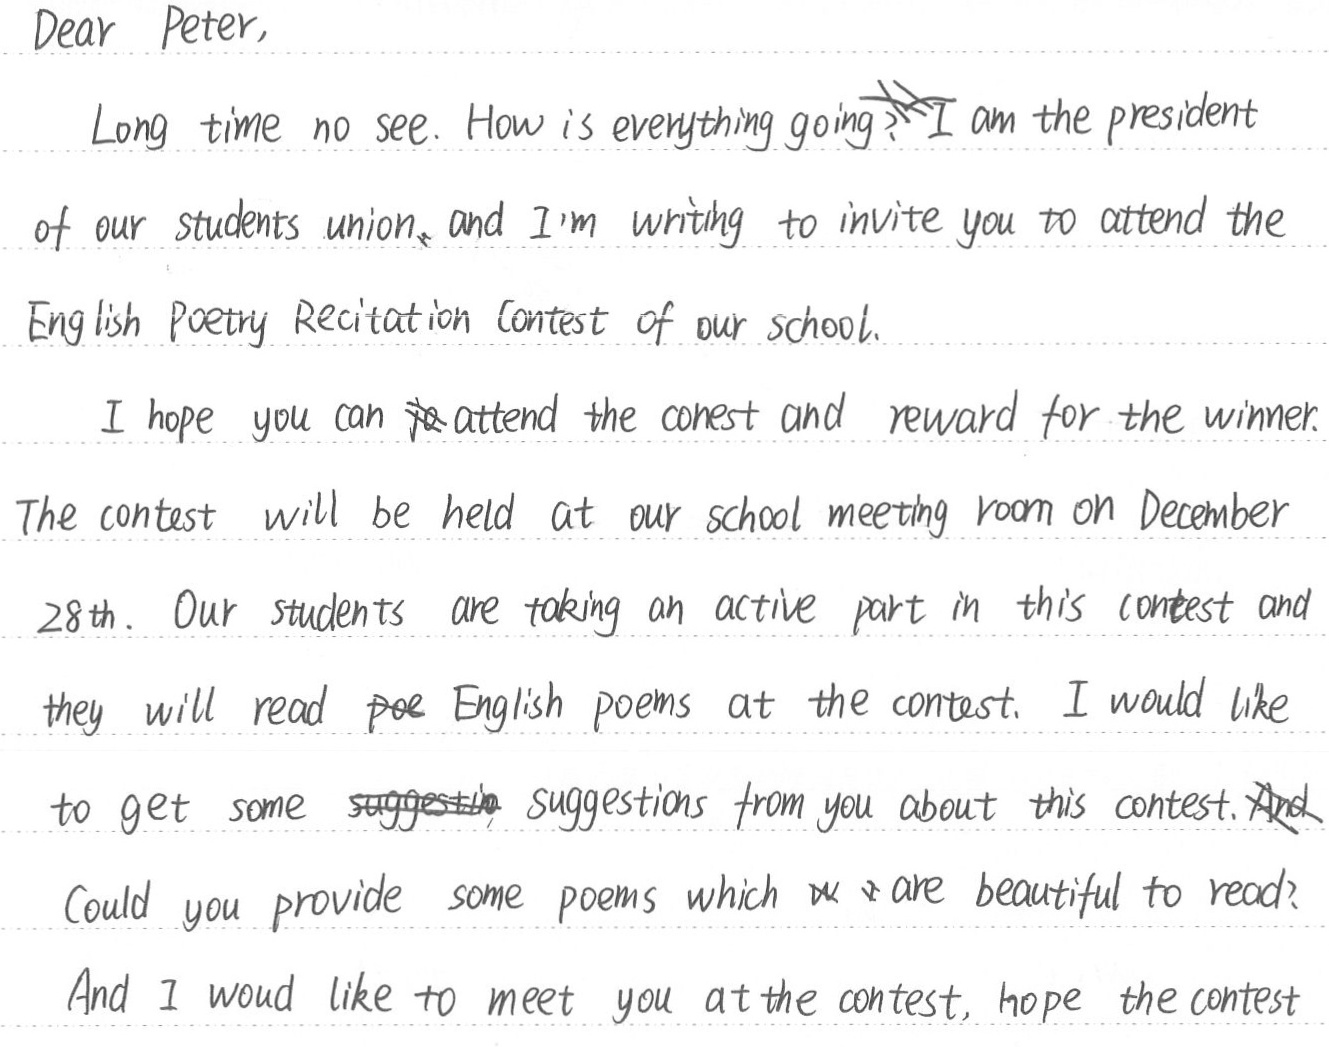 Dear Peter,
Long time no see. How is everything going? I am the president
of our students union, and I'm writing to invite you to attend the
English Poetry Recitation Contest of our school.
I hope you can attend the conest and reward for the winner.
The contest will be held at our school meeting room on December
28th. Our students are taking an active part in this contest and
they will read poe English poems at the contest. I would like
to get some suggestio suggestions from you about this contest. And
Could you provide some poems which are beautiful to read?
And I woud like to meet you at the contest, hope the contest